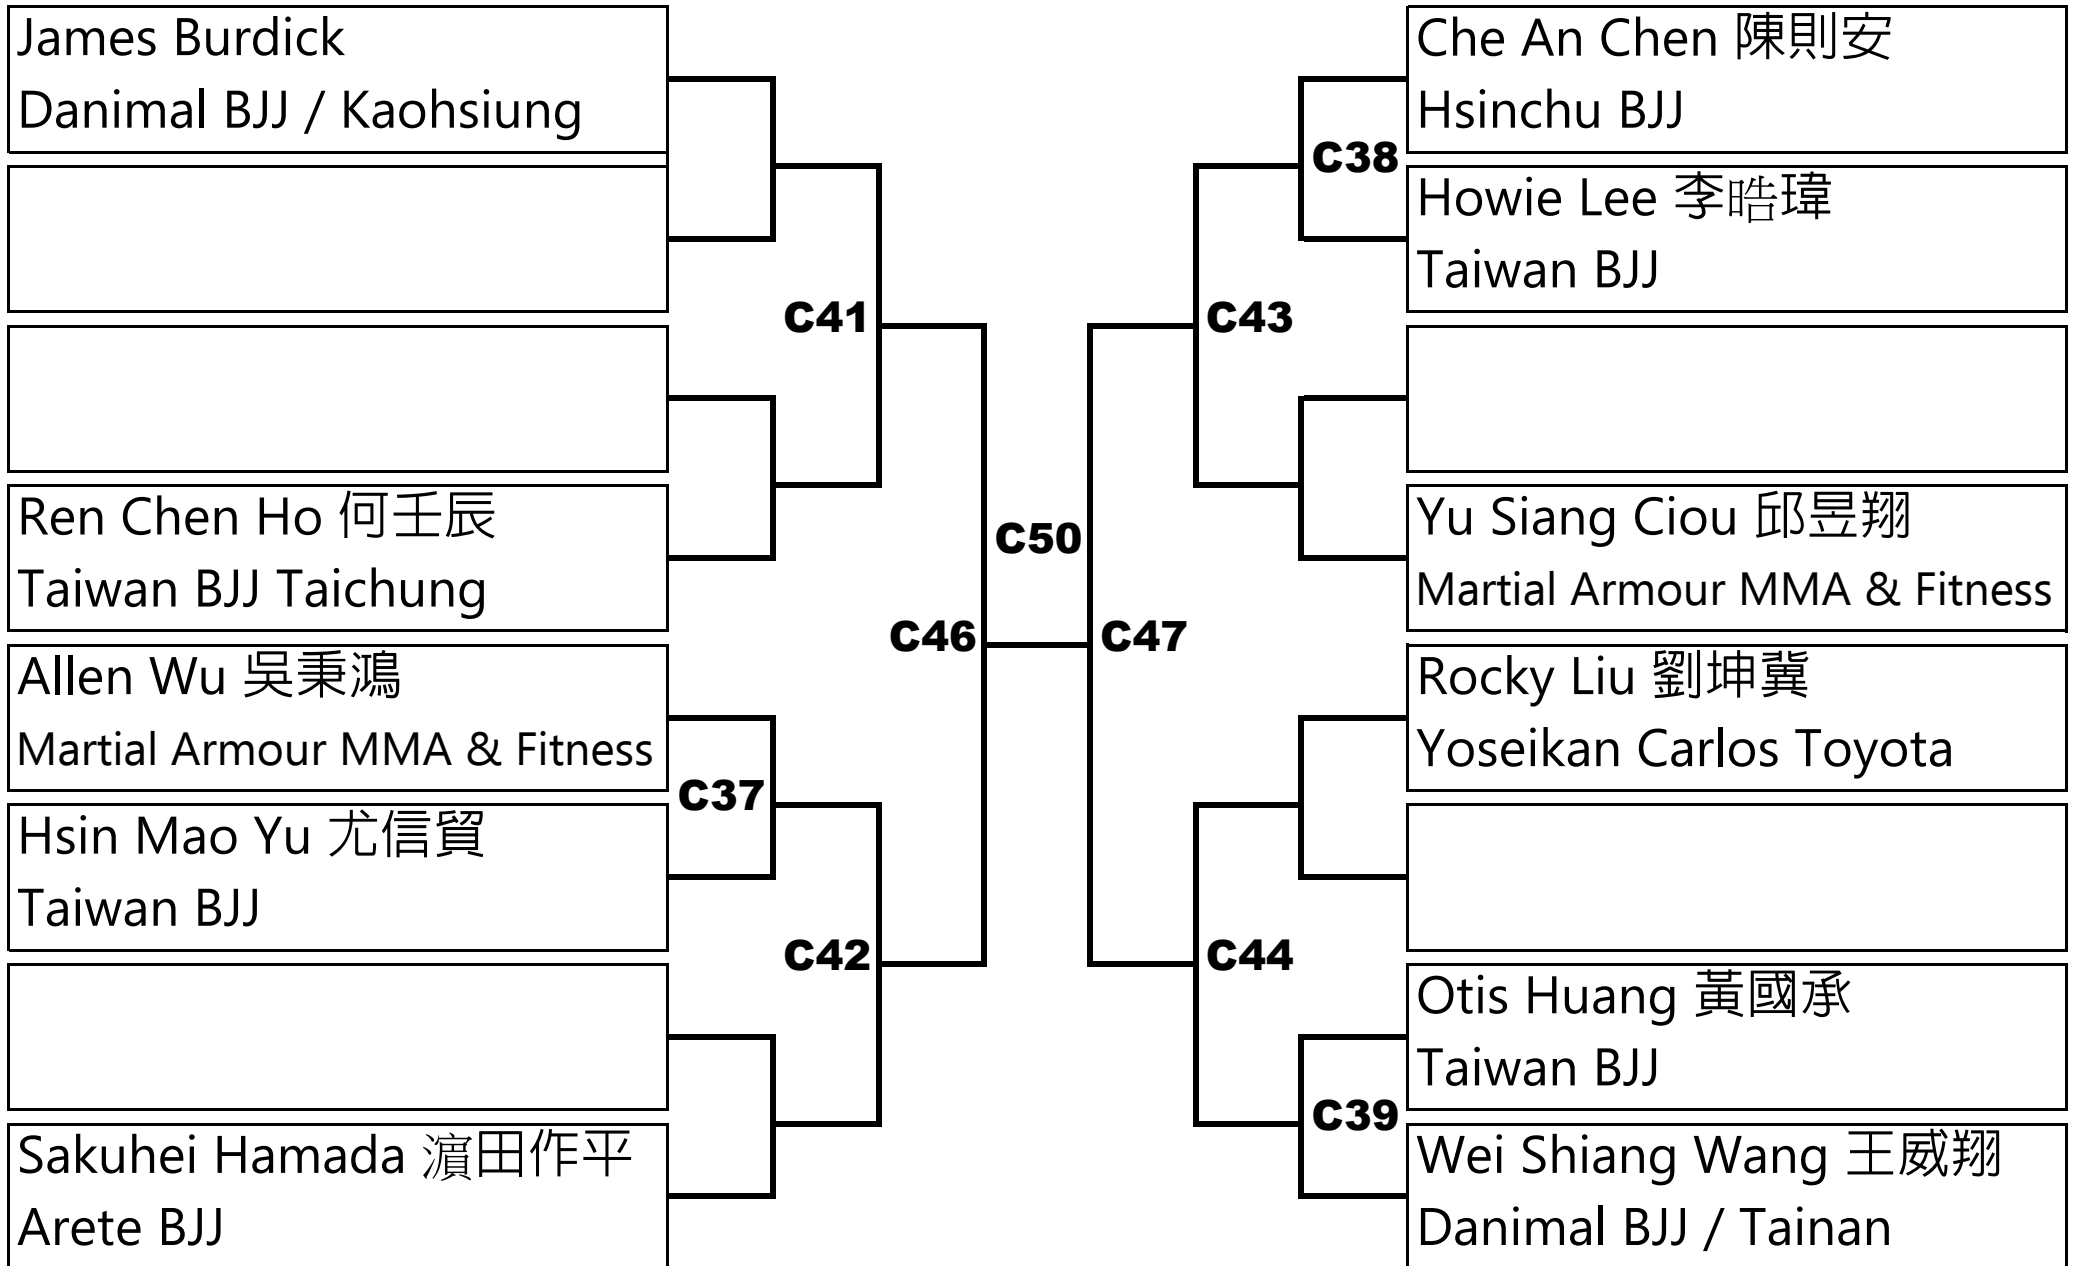 James Burdick
Danimal BJJ / Kaohsiung
Ren Chen Ho 何壬辰
Taiwan BJJ Taichung
Allen Wu 吳秉鴻
Martial Armour MMA & Fitness
Hsin Mao Yu 尤信貿
Taiwan BJJ
Sakuhei Hamada 濵田作平
Arete BJJ
C37
C41
C42
C46
C50
C47
C43
C44
C38
C39
Che An Chen 陳則安
Hsinchu BJJ
Howie Lee 李晧瑋
Taiwan BJJ
Yu Siang Ciou 邱昱翔
Martial Armour MMA & Fitness
Rocky Liu 劉坤冀
Yoseikan Carlos Toyota
Otis Huang 黃國承
Taiwan BJJ
Wei Shiang Wang 王威翔
Danimal BJJ / Tainan